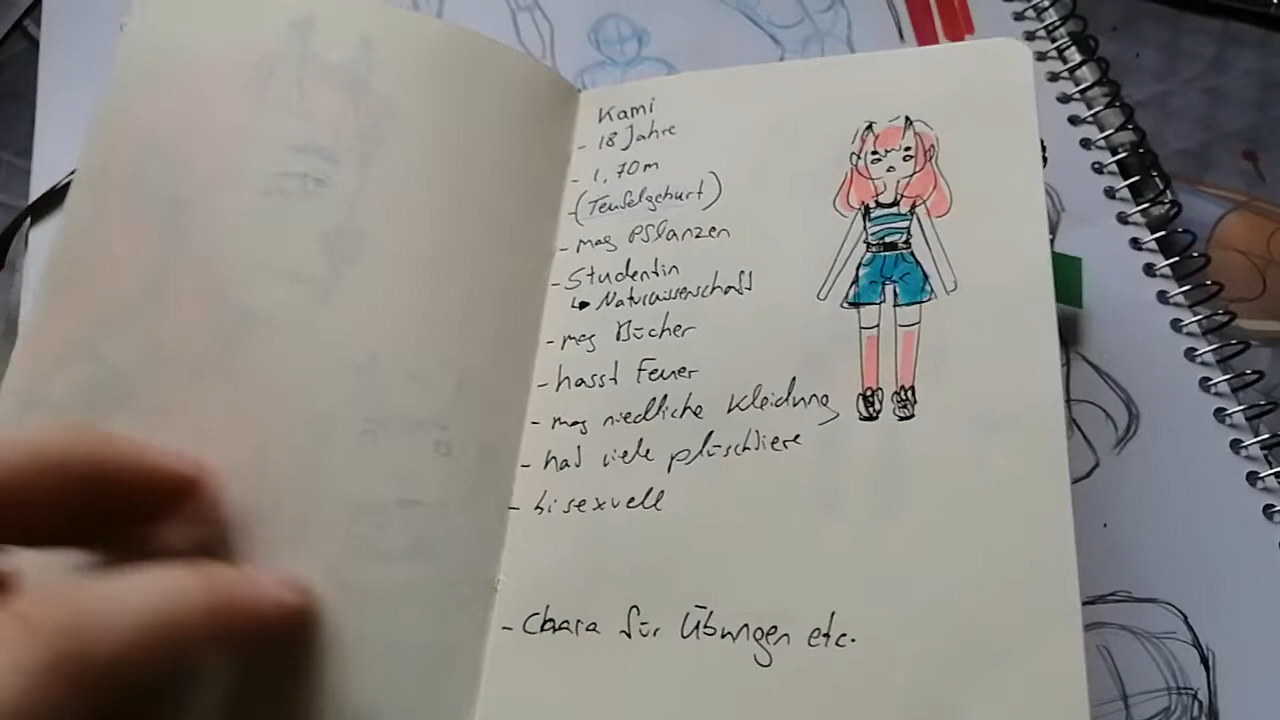 Kami
- 18 Jahre
- 1,70m
- (Teufelgeburt)
- mag Pflanzen
- Studentin
↳ Naturwissenschaft
- mag Bücher
- hasst Feuer
- mag niedliche Kleidung
- hat viele plüschtiere
- bisexuell
- Chara für Übungen etc.